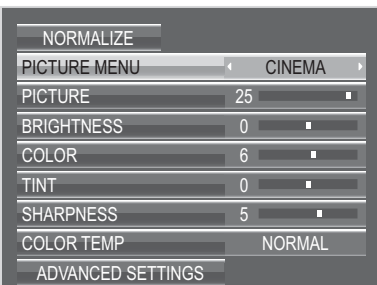 NORMALIZE
PICTURE MENU CINEMA
PICTURE 25
BRIGHTNESS 0
COLOR 6
TINT 0
SHARPNESS 5
COLOR TEMP NORMAL
ADVANCED SETTINGS